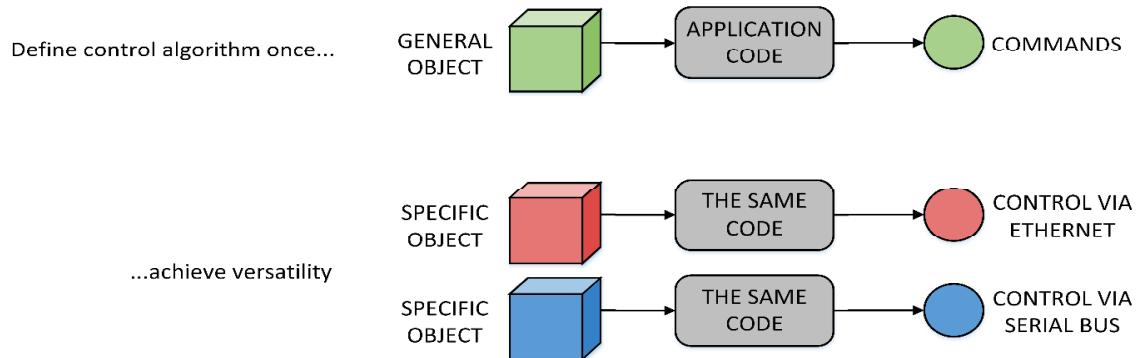 Define control algorithm once...
GENERAL
OBJECT
APPLICATION
CODE
COMMANDS
SPECIFIC
OBJECT
THE SAME
CODE
CONTROL VIA
ETHERNET
...achieve versatility
SPECIFIC
OBJECT
THE SAME
CODE
CONTROL VIA
SERIAL BUS